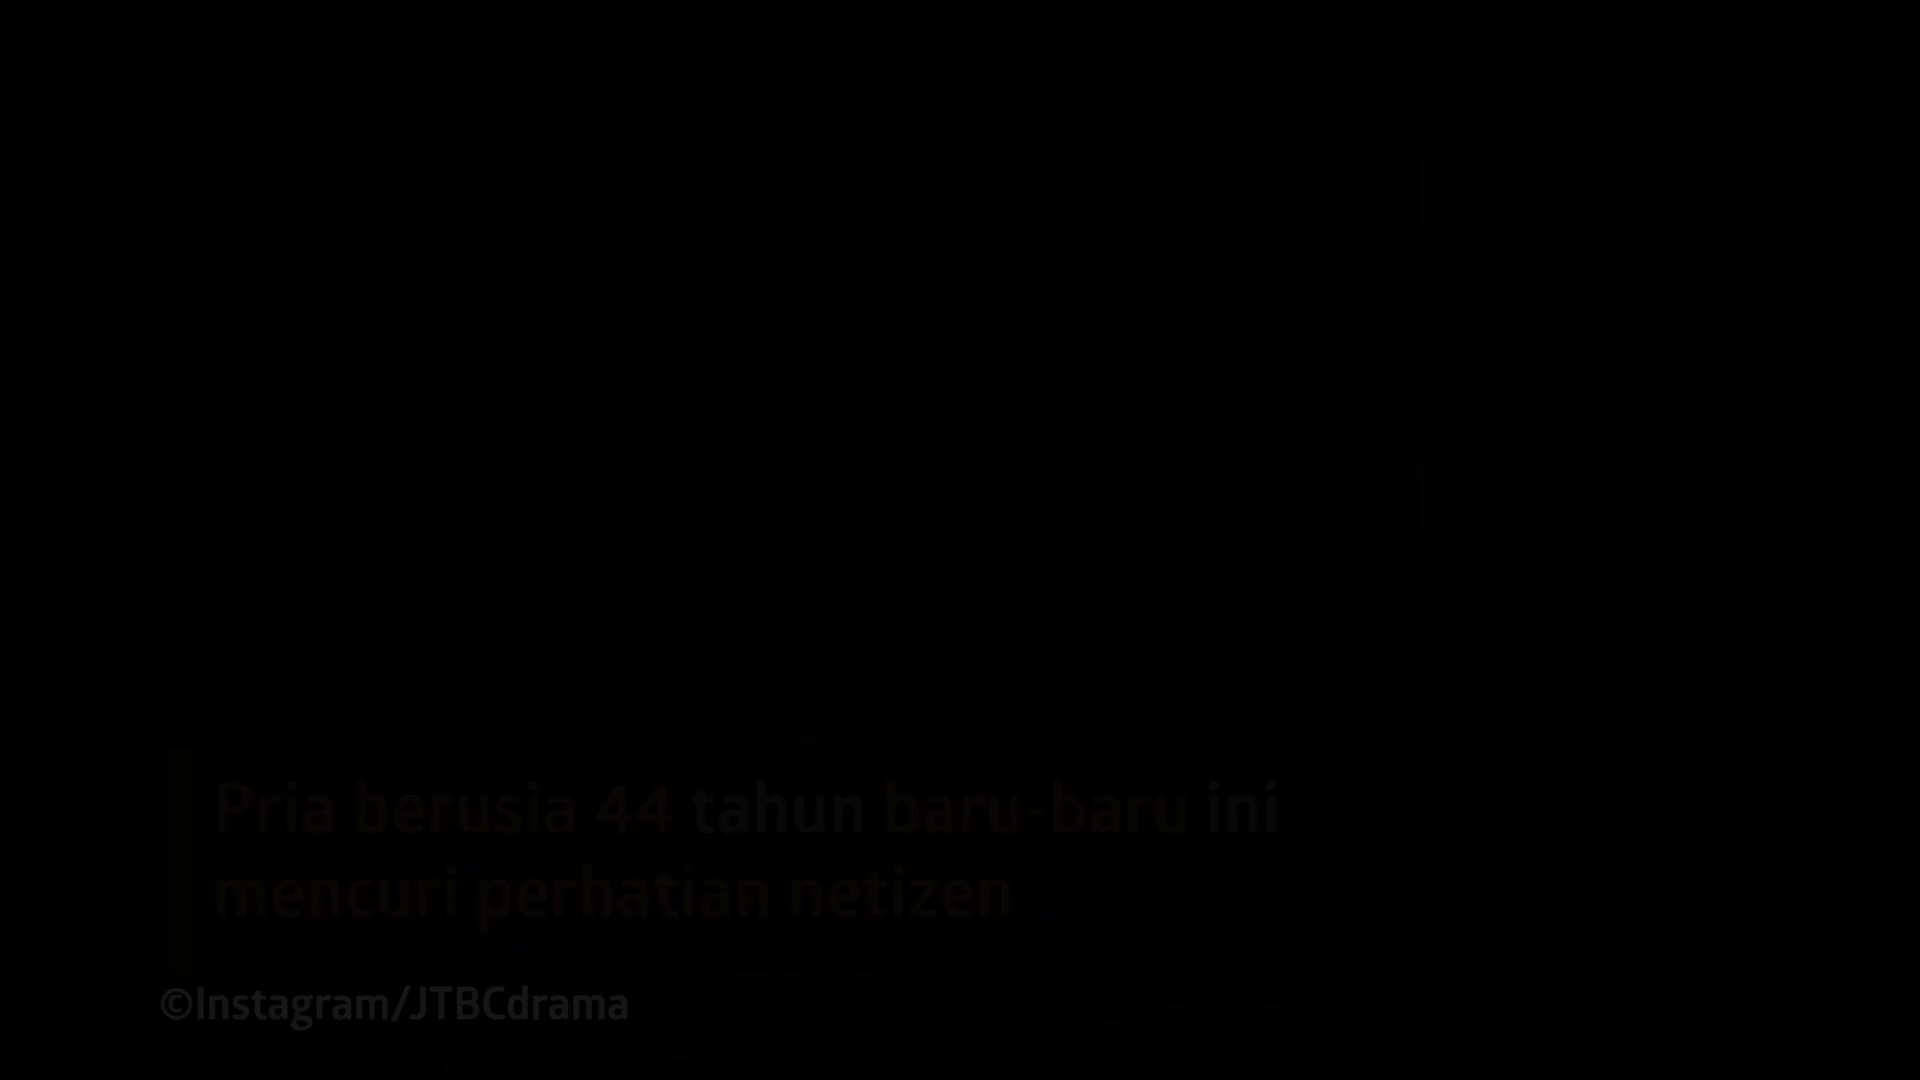 Pria berusia 44 tahun baru-baru ini
mencuri perhatian netizen
©Instagram/JTBCdrama